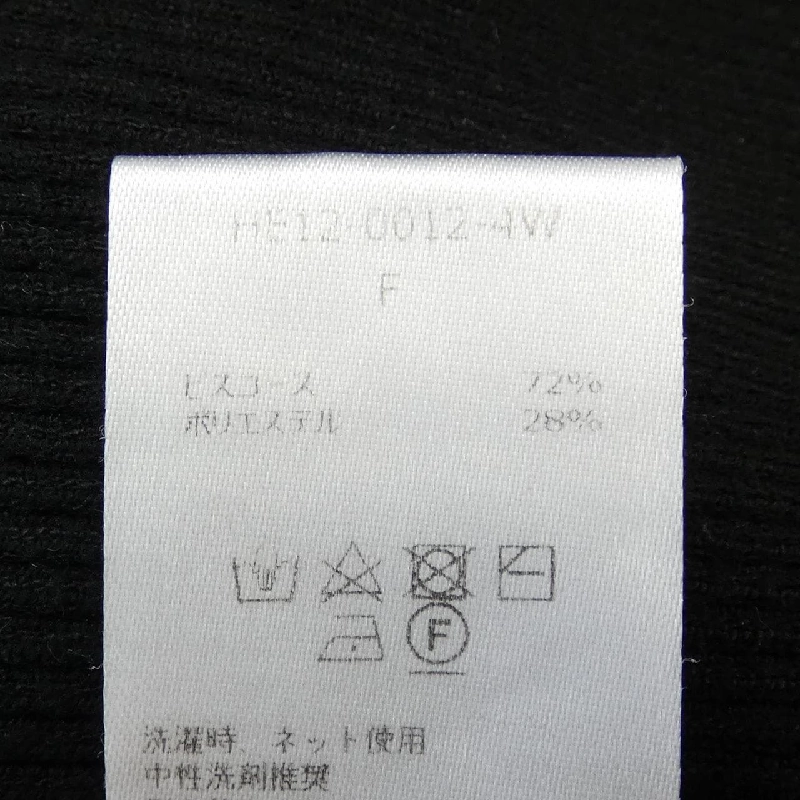 HE12-0012-4W
F
ビスコース 72%
ポリエステル 28%
F
洗濯時、ネット使用
中性洗剤推奨